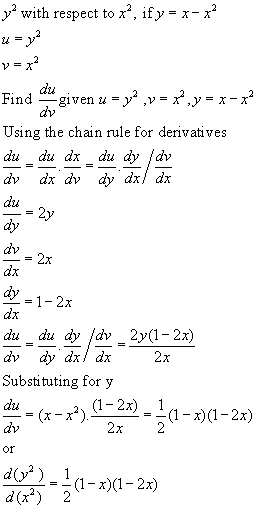 y² with respect to x², if y = x − x²
u = y²
v = x²
Find du/dv given u = y² ,v = x² ,y = x − x²
Using the chain rule for derivatives
du/dv = du/dx . dx/dv = du/dy . dy/dx / dv/dx
du/dy = 2y
dv/dx = 2x
dy/dx = 1 − 2x
du/dv = du/dy . dy/dx / dv/dx = 2y(1 − 2x)/2x
Substituting for y
du/dv = (x − x²). (1 − 2x)/2x = 1/2 (1 − x)(1 − 2x)
or
d(y²)/d(x²) = 1/2 (1 − x)(1 − 2x)